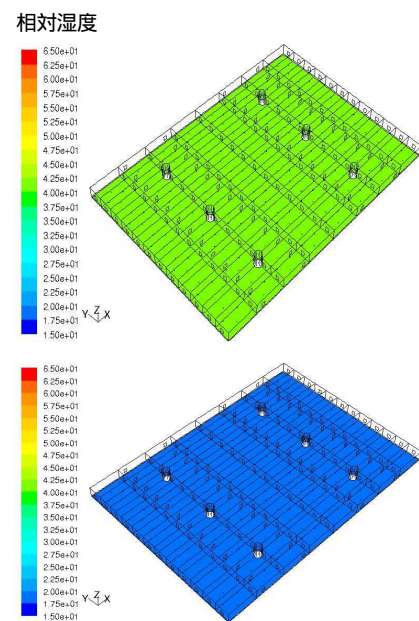 相対湿度
6.50e+01
6.25e+01
6.00e+01
5.75e+01
5.50e+01
5.25e+01
5.00e+01
4.75e+01
4.50e+01
4.25e+01
4.00e+01
3.75e+01
3.50e+01
3.25e+01
3.00e+01
2.75e+01
2.50e+01
2.25e+01
2.00e+01
1.75e+01
1.50e+01
Y Z X
6.50e+01
6.25e+01
6.00e+01
5.75e+01
5.50e+01
5.25e+01
5.00e+01
4.75e+01
4.50e+01
4.25e+01
4.00e+01
3.75e+01
3.50e+01
3.25e+01
3.00e+01
2.75e+01
2.50e+01
2.25e+01
2.00e+01
1.75e+01
1.50e+01
Y Z X